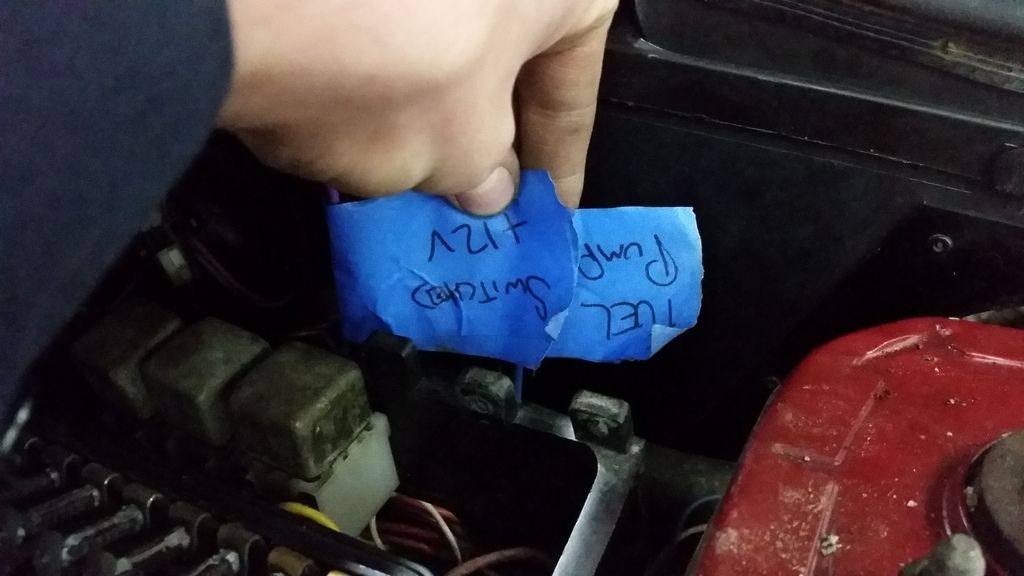 FUEL
PUMP
SWITCHED
+12V